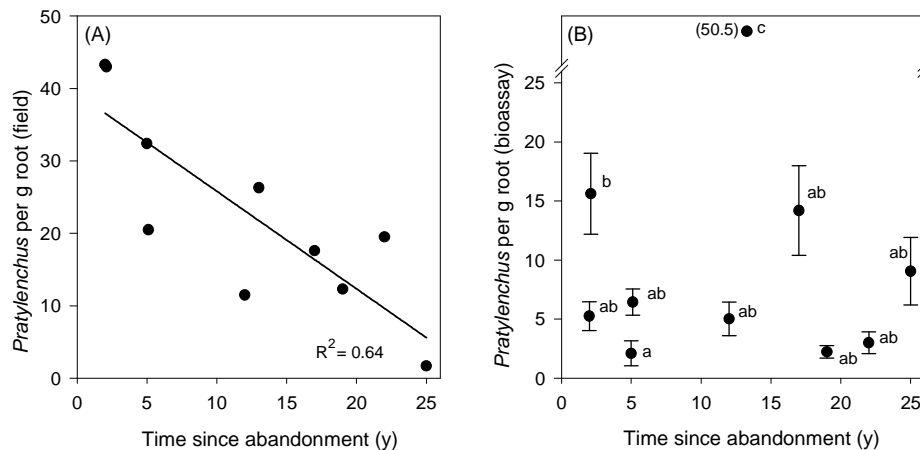 (A)
50
40
30
20
10
0
Pratylenchus per g root (field)
R² = 0.64
0 5 10 15 20 25
Time since abandonment (y)
(B)
(50.5) c
25
20
15
10
5
0
Pratylenchus per g root (bioassay)
b
ab
ab
ab
ab
a
ab
ab
ab
0 5 10 15 20 25
Time since abandonment (y)